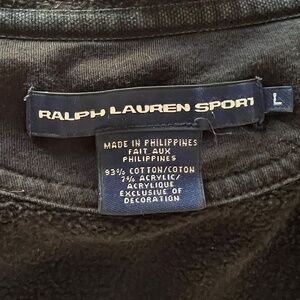 RALPH LAUREN SPORT
L
MADE IN PHILIPPINES
FAIT AUX
PHILIPPINES
93% COTTON/COTON
7% ACRYLIC/
ACRYLIQUE
EXCLUSIVE OF
DECORATION